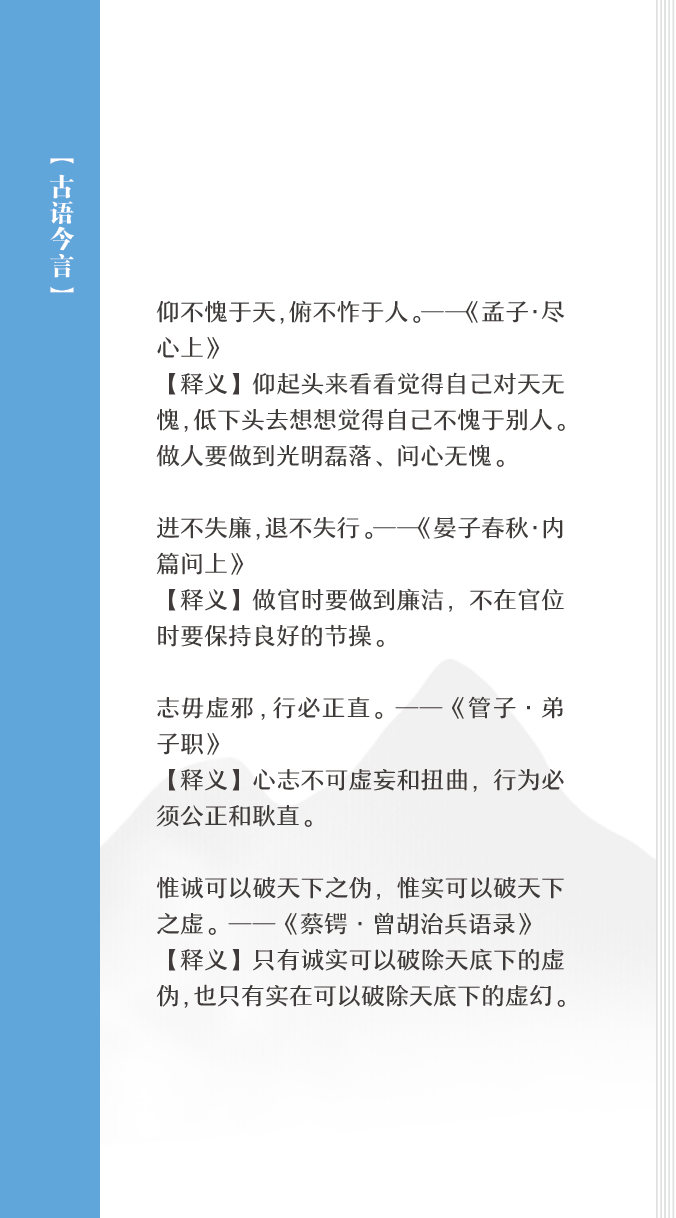 【古语今言】
仰不愧于天,俯不怍于人。——《孟子·尽
心上》
【释义】仰起头来看看觉得自己对天无
愧,低下头去想想觉得自己不愧于别人。
做人要做到光明磊落、问心无愧。
进不失廉,退不失行。——《晏子春秋·内
篇问上》
【释义】做官时要做到廉洁，不在官位
时要保持良好的节操。
志毋虚邪,行必正直。——《管子·弟
子职》
【释义】心志不可虚妄和扭曲，行为必
须公正和耿直。
惟诚可以破天下之伪，惟实可以破天下
之虚。——《蔡锷·曾胡治兵语录》
【释义】只有诚实可以破除天底下的虚
伪,也只有实在可以破除天底下的虚幻。